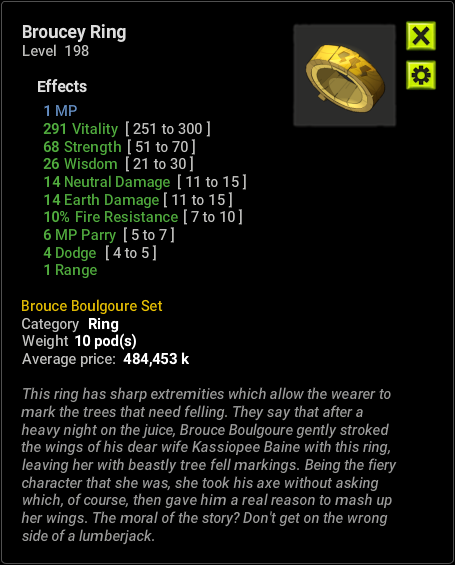 Broucey Ring
Level 198
Effects
1 MP
291 Vitality [ 251 to 300 ]
68 Strength [ 51 to 70 ]
26 Wisdom [ 21 to 30 ]
14 Neutral Damage [ 11 to 15 ]
14 Earth Damage [ 11 to 15 ]
10% Fire Resistance [ 7 to 10 ]
6 MP Parry [ 5 to 7 ]
4 Dodge [ 4 to 5 ]
1 Range
Brouce Boulgoure Set
Category Ring
Weight 10 pod(s)
Average price: 484,453 k
This ring has sharp extremities which allow the wearer to
mark the trees that need felling. They say that after a
heavy night on the juice, Brouce Boulgoure gently stroked
the wings of his dear wife Kassiopee Baine with this ring,
leaving her with beastly tree fell markings. Being the fiery
character that she was, she took his axe without asking
which, of course, then gave him a real reason to mash up
her wings. The moral of the story? Don't get on the wrong
side of a lumberjack.